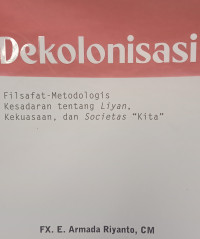 Dekolonisasi
Filsafat-Metodologis
Kesadaran tentang Liyan,
Kekuasaan, dan Societas "Kita"
FX. E. Armada Riyanto, CM